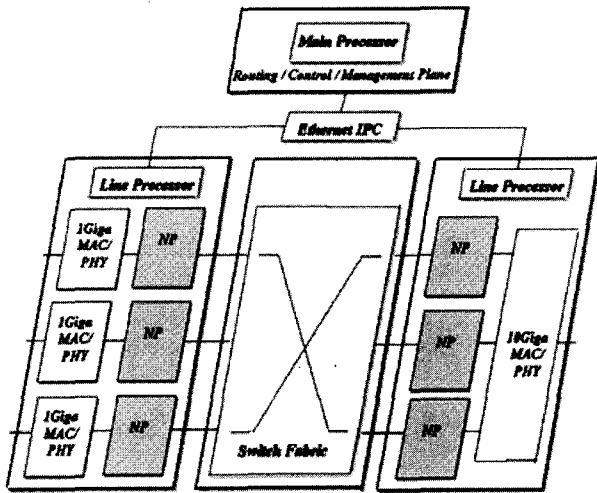 Main Processor
Routing / Control / Management Plane
Ethernet IPC
Line Processor
Line Processor
1Giga
MAC/
PHY
NP
NP
1Giga
MAC/
PHY
NP
NP
10Giga
MAC/
PHY
1Giga
MAC/
PHY
NP
NP
Switch Fabric